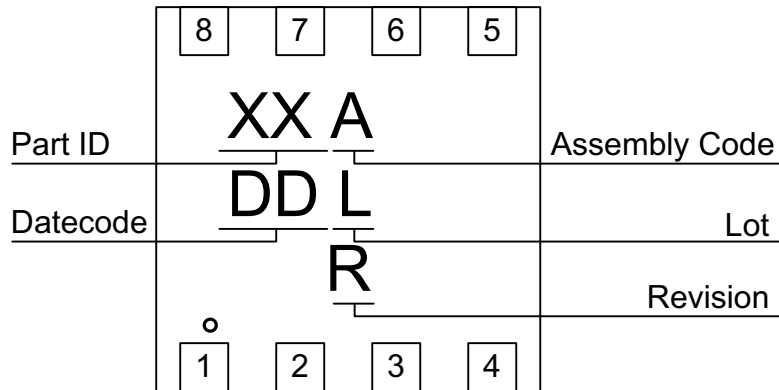 8 7 6 5
XX A
Part ID
Assembly Code
DD L
Datecode
Lot
R
Revision
1 2 3 4